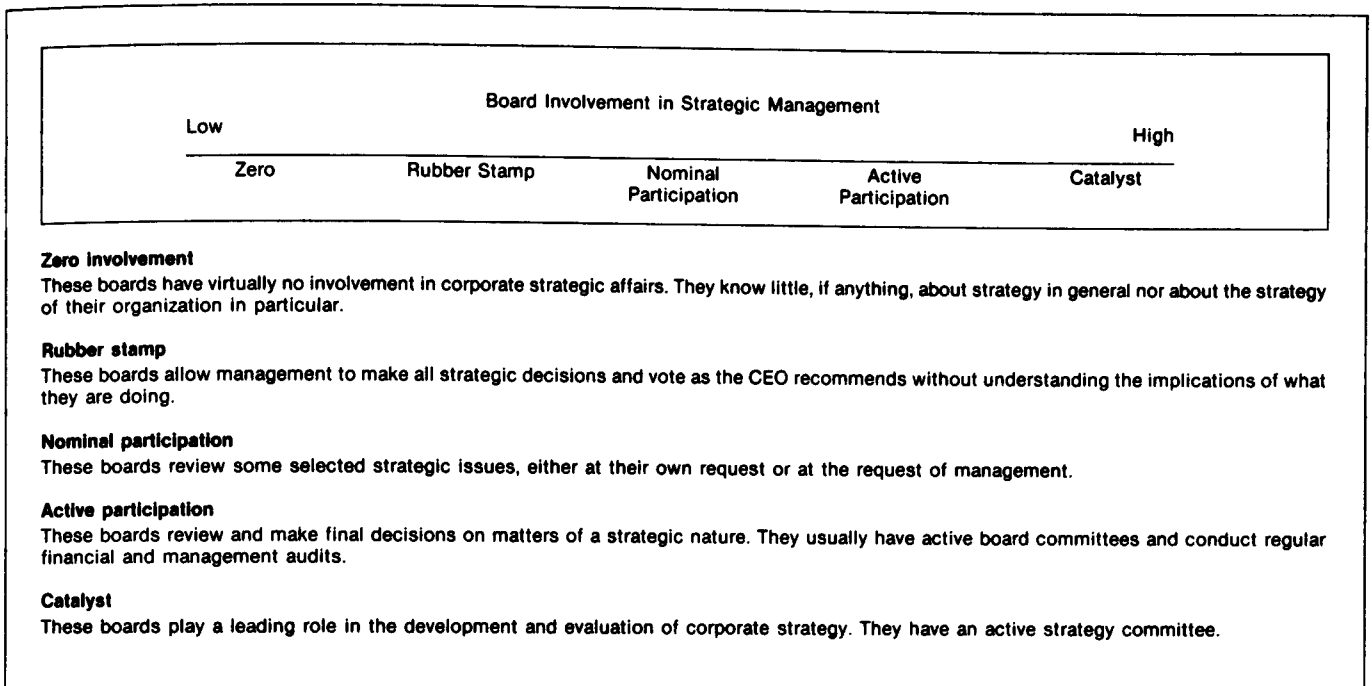 Board Involvement in Strategic Management
Low
High
Zero
Rubber Stamp
Nominal
Participation
Active
Participation
Catalyst
Zero involvement
These boards have virtually no involvement in corporate strategic affairs. They know little, if anything, about strategy in general nor about the strategy
of their organization in particular.
Rubber stamp
These boards allow management to make all strategic decisions and vote as the CEO recommends without understanding the implications of what
they are doing.
Nominal participation
These boards review some selected strategic issues, either at their own request or at the request of management.
Active participation
These boards review and make final decisions on matters of a strategic nature. They usually have active board committees and conduct regular
financial and management audits.
Catalyst
These boards play a leading role in the development and evaluation of corporate strategy. They have an active strategy committee.